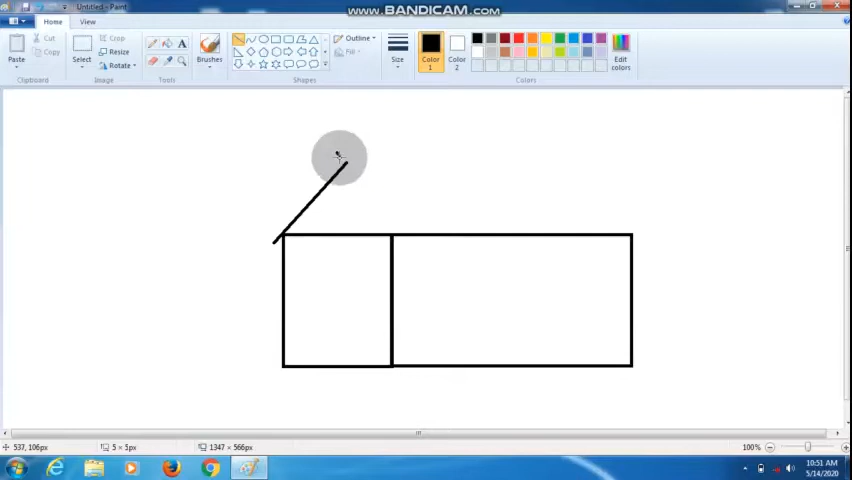 Untitled - Paint
www.BANDICAM.com
Home
View
Paste
Cut
Copy
Clipboard
Select
Crop
Resize
Rotate
Image
A
Tools
Brushes
Outline
Fill
Shapes
Size
Color
1
Color
2
Edit
colors
Colors
537, 106px
5 × 5px
1347 × 566px
100%
10:51 AM
5/14/2020